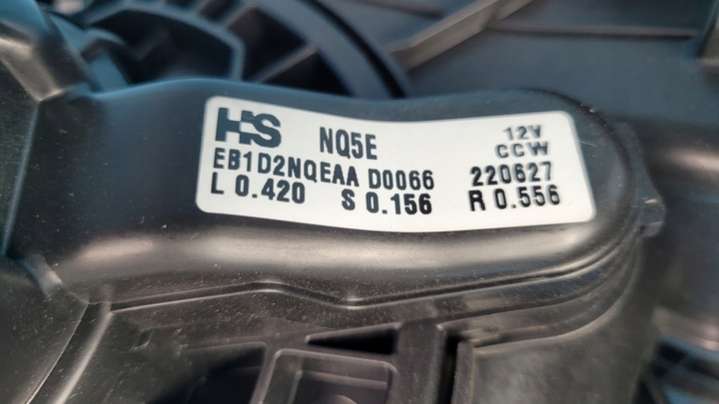 HS NQ5E 12V
CCW
EB1D2NQEAA D0066 220627
L 0.420 S 0.156 R 0.556